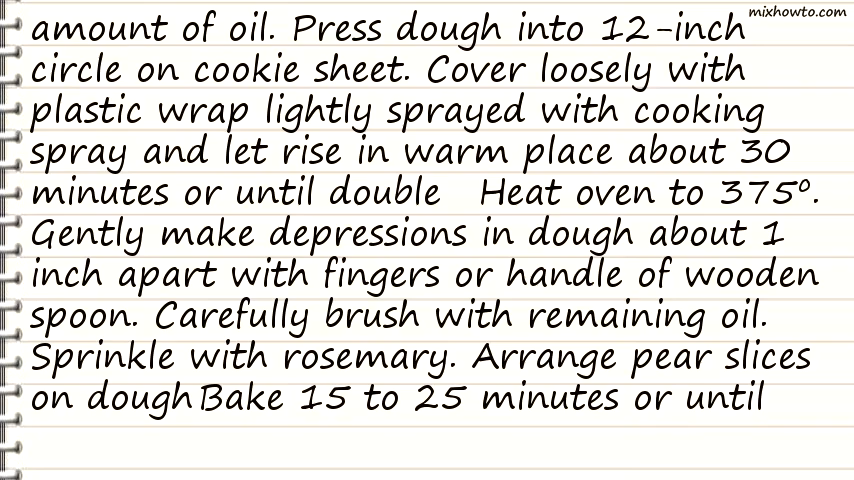 mixhowto.com
amount of oil. Press dough into 12-inch
circle on cookie sheet. Cover loosely with
plastic wrap lightly sprayed with cooking
spray and let rise in warm place about 30
minutes or until double   Heat oven to 375º.
Gently make depressions in dough about 1
inch apart with fingers or handle of wooden
spoon. Carefully brush with remaining oil.
Sprinkle with rosemary. Arrange pear slices
on dough Bake 15 to 25 minutes or until